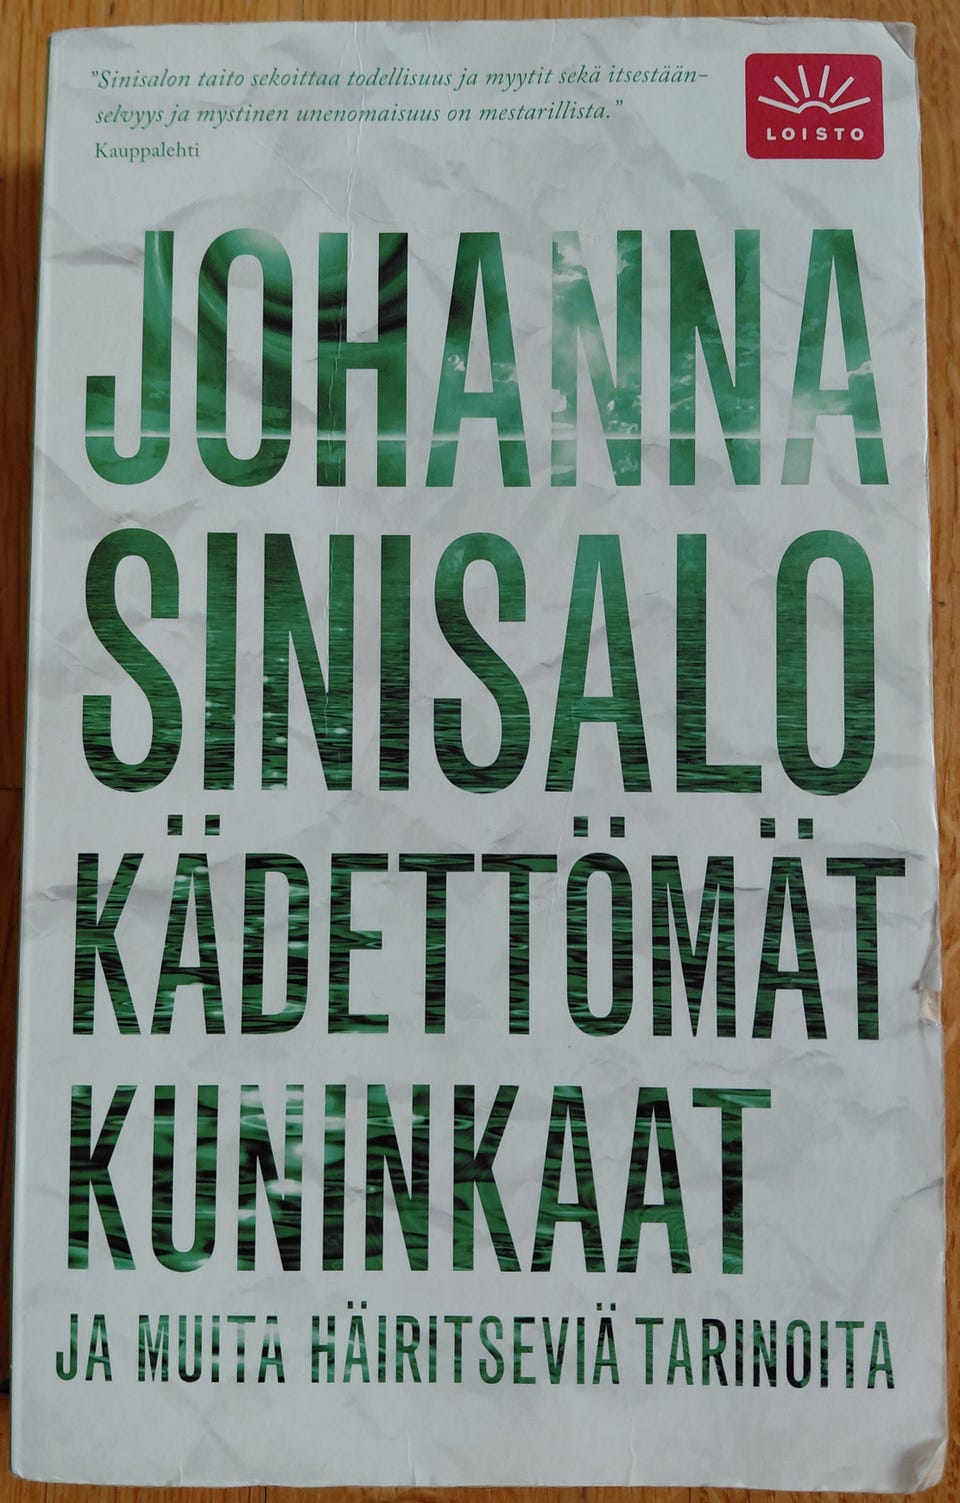 ”Sinisalon taito sekoittaa todellisuus ja myytit sekä itsestään-
selvyys ja mystinen unenomaisuus on mestarillista.”
Kauppalehti
LOISTO
JOHANNA
SINISALO
KÄDETTÖMÄT
KUNINKAAT
JA MUITA HÄIRITSEVIÄ TARINOITA